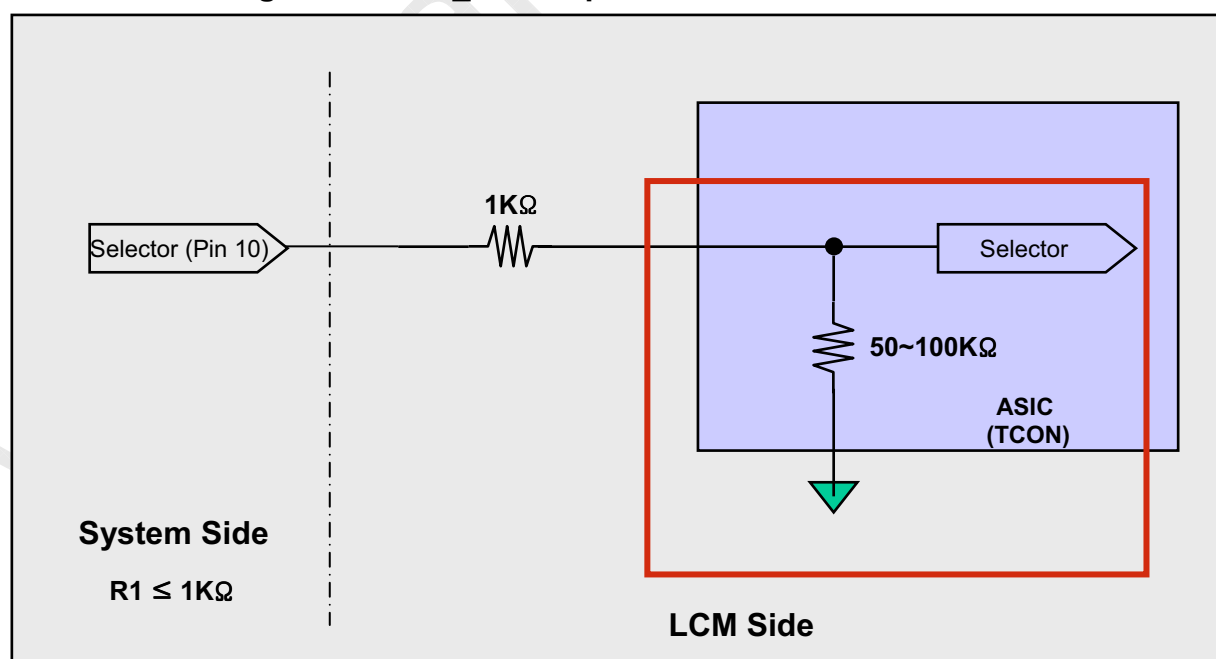 1KΩ
Selector (Pin 10)
Selector
50~100KΩ
ASIC
(TCON)
System Side
R1 ≤ 1KΩ
LCM Side